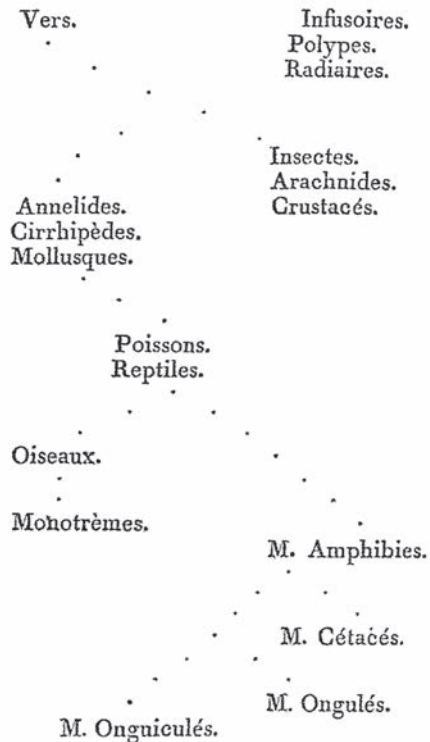 Vers.
Infusoires.
Polypes.
Radiaires.
Insectes.
Arachnides.
Crustacés.
Annelides.
Cirrhipèdes.
Mollusques.
Poissons.
Reptiles.
Oiseaux.
Monotrèmes.
M. Amphibies.
M. Cétacés.
M. Ongulés.
M. Onguiculés.